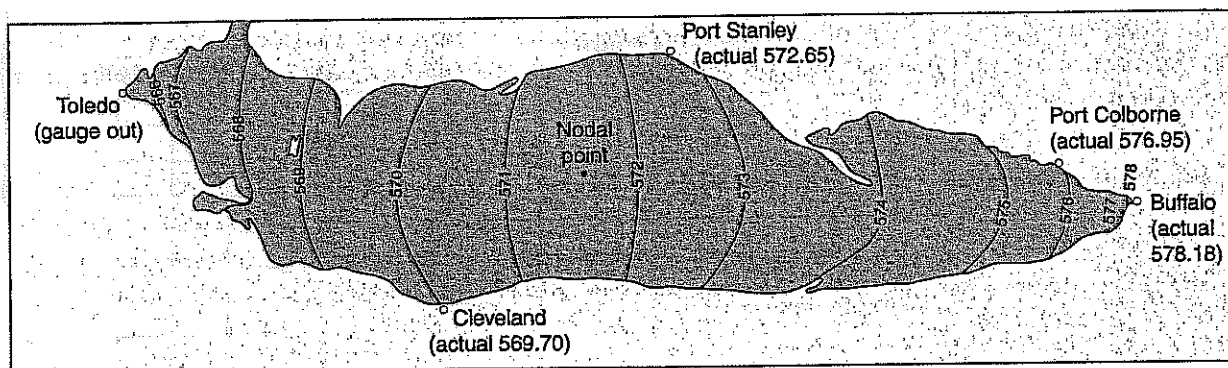 Port Stanley
(actual 572.65)
Toledo
(gauge out)
566
567
568
569
570
571
Nodal
point
572
573
574
575
576
577
578
Port Colborne
(actual 576.95)
Buffalo
(actual
578.18)
Cleveland
(actual 569.70)